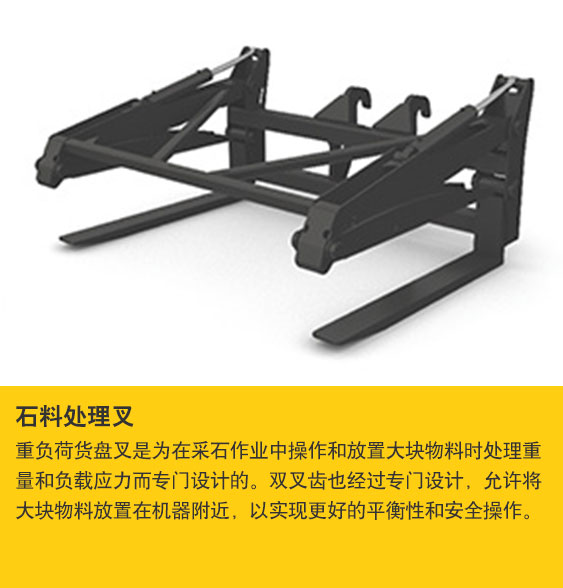 石料处理叉
重负荷货盘叉是为在采石作业中操作和放置大块物料时处理重
量和负载应力而专门设计的。双叉齿也经过专门设计，允许将
大块物料放置在机器附近，以实现更好的平衡性和安全操作。